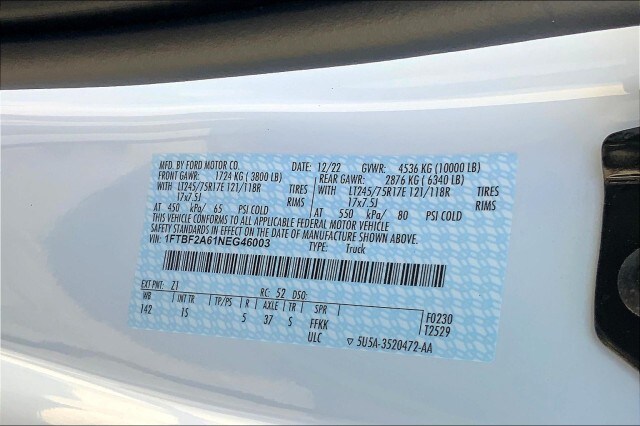 MFD. BY FORD MOTOR CO. DATE: 12/22 GVWR: 4536 KG (10000 LB)
FRONT GAWR: 1724 KG ( 3800 LB) REAR GAWR: 2876 KG ( 6340 LB)
WITH LT245/75R17E 121/118R TIRES WITH LT245/75R17E 121/118R TIRES
17x7.5J RIMS 17x7.5J RIMS
AT 450 kPa/ 65 PSI COLD AT 550 kPa/ 80 PSI COLD
THIS VEHICLE CONFORMS TO ALL APPLICABLE FEDERAL MOTOR VEHICLE
SAFETY STANDARDS IN EFFECT ON THE DATE OF MANUFACTURE SHOWN ABOVE.
VIN: 1FTBF2A61NEG46003 TYPE: Truck
EXT PNT: Z1 RC: 52 DSO:
WB INT TR TP/PS R AXLE TR SPR F0230
142 15 5 37 5 FFKK T2529
ULC ▽ 5U5A-3520472-AA